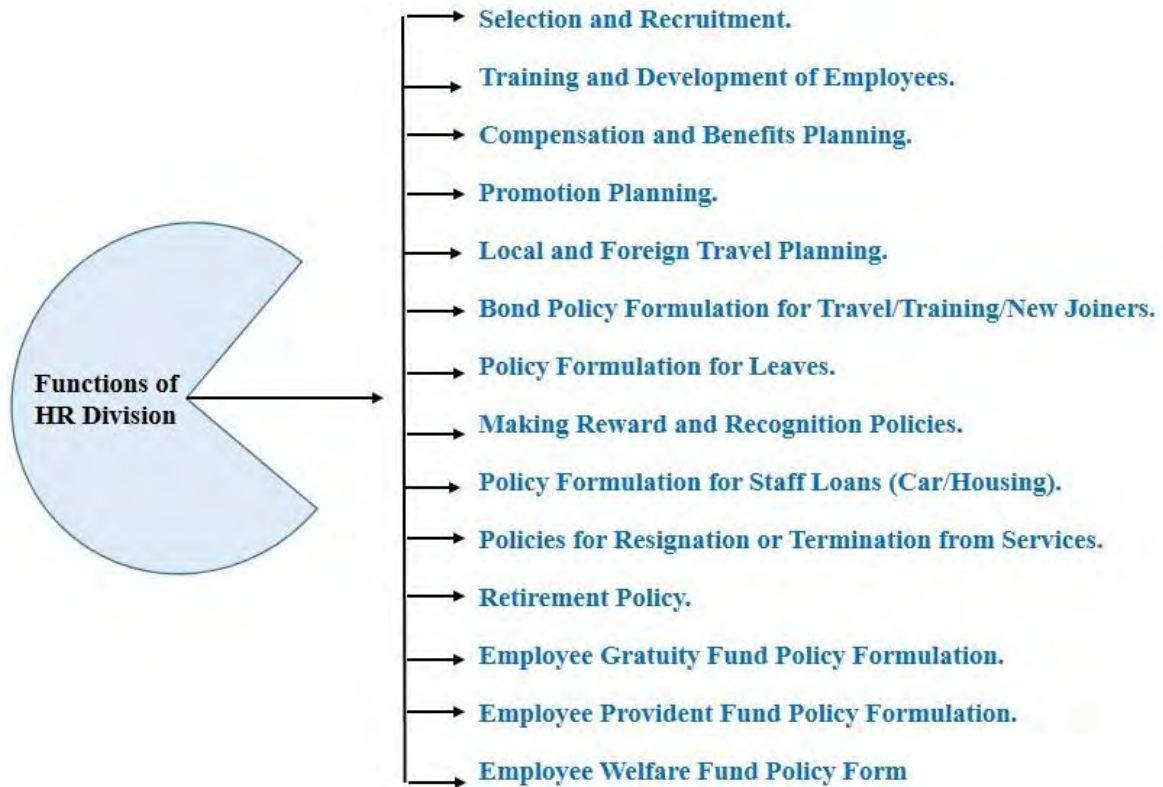 Selection and Recruitment.
Training and Development of Employees.
Compensation and Benefits Planning.
Promotion Planning.
Local and Foreign Travel Planning.
Bond Policy Formulation for Travel/Training/New Joiners.
Policy Formulation for Leaves.
Functions of
HR Division
Making Reward and Recognition Policies.
Policy Formulation for Staff Loans (Car/Housing).
Policies for Resignation or Termination from Services.
Retirement Policy.
Employee Gratuity Fund Policy Formulation.
Employee Provident Fund Policy Formulation.
Employee Welfare Fund Policy Form